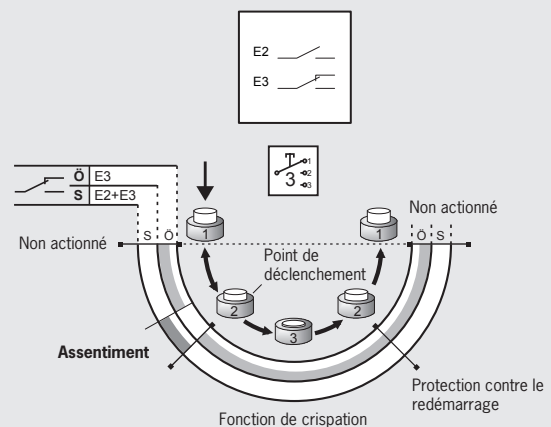 E2
E3
1
2
3
3
Ö E3
S E2+E3
Non actionné
S Ö
1
1
Non actionné
Ö S
Point de
déclenchement
2
2
3
Assentiment
Protection contre le
redémarrage
Fonction de crispation